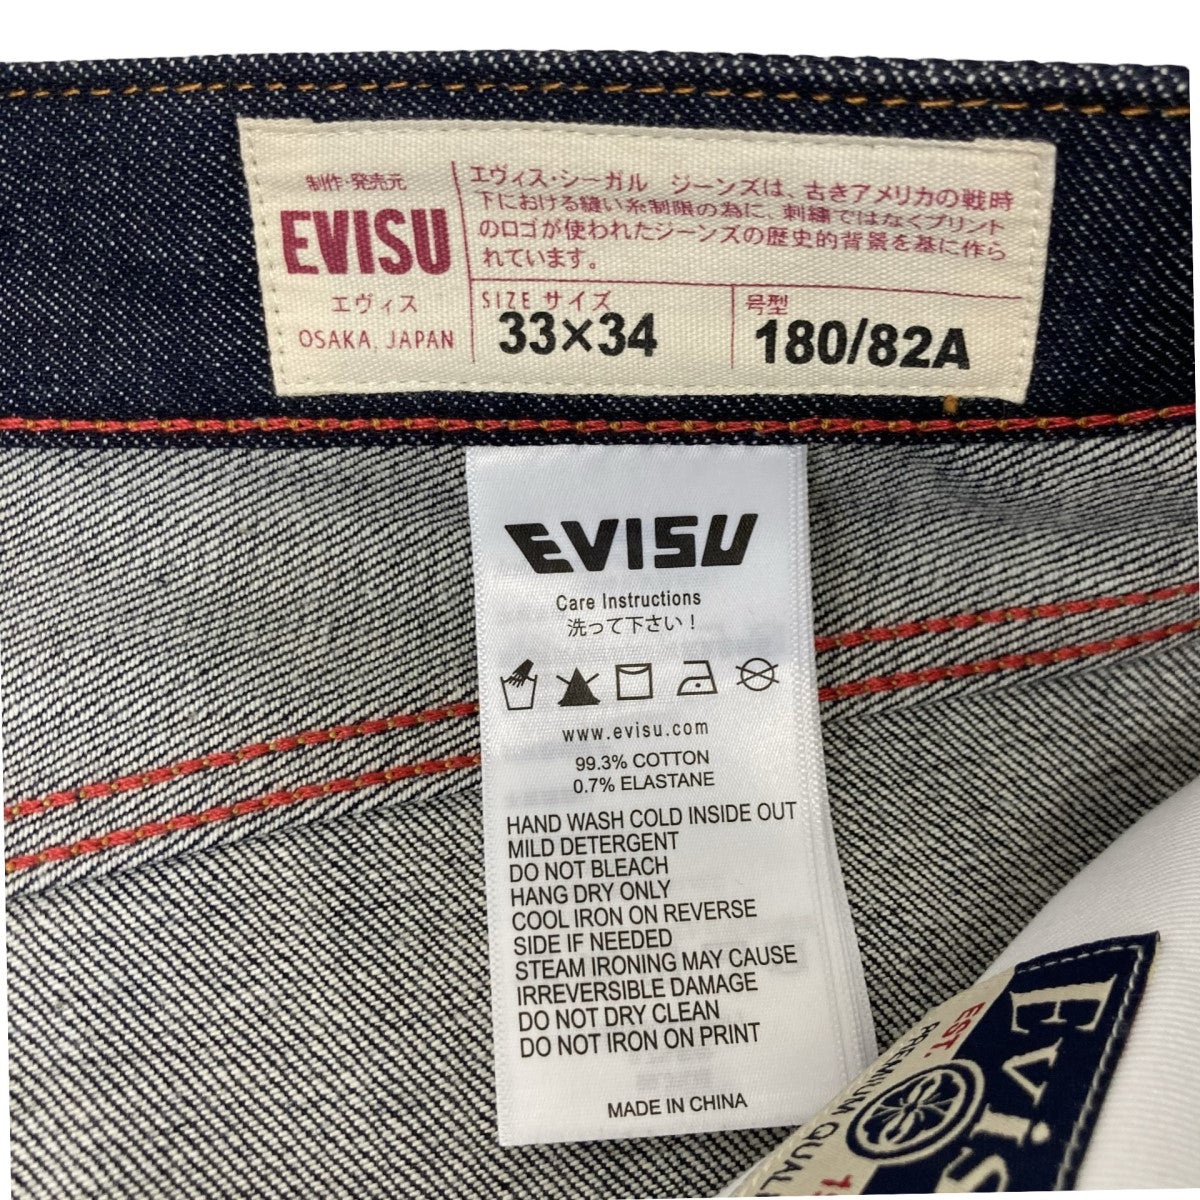 制作・発売元
EVISU
エヴィス
OSAKA, JAPAN
エヴィス・シーガル ジーンズは、古きアメリカの戦時
下における縫い糸制限の為に、刺繍ではなくプリント
のロゴが使われたジーンズの歴史的背景を基に作ら
れています。
SIZE サイズ
33×34
号型
180/82A
EVISU
Care Instructions
洗って下さい！
www.evisu.com
99.3% COTTON
0.7% ELASTANE
HAND WASH COLD INSIDE OUT
MILD DETERGENT
DO NOT BLEACH
HANG DRY ONLY
COOL IRON ON REVERSE
SIDE IF NEEDED
STEAM IRONING MAY CAUSE
IRREVERSIBLE DAMAGE
DO NOT DRY CLEAN
DO NOT IRON ON PRINT
MADE IN CHINA
Evis
EST.
PREMIUM QUALI